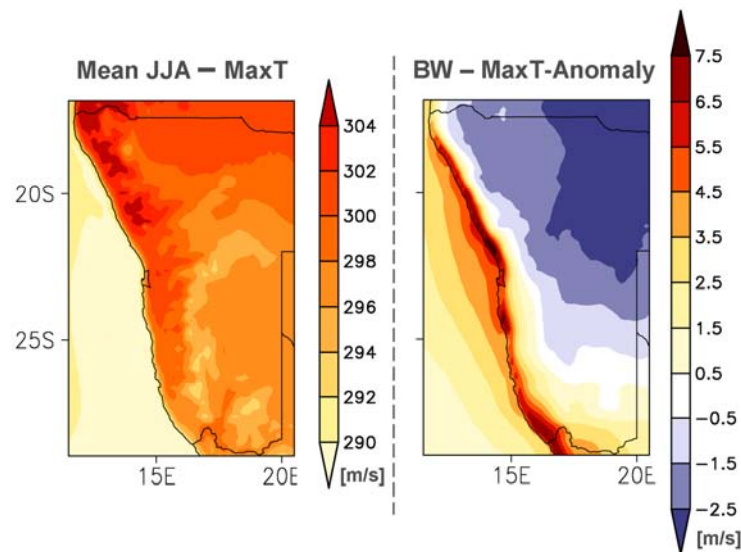 Mean JJA – MaxT
BW – MaxT-Anomaly
20S
25S
15E
20E
304
302
300
298
296
294
292
290
[m/s]
15E
20E
7.5
6.5
5.5
4.5
3.5
2.5
1.5
0.5
−0.5
−1.5
−2.5
[m/s]